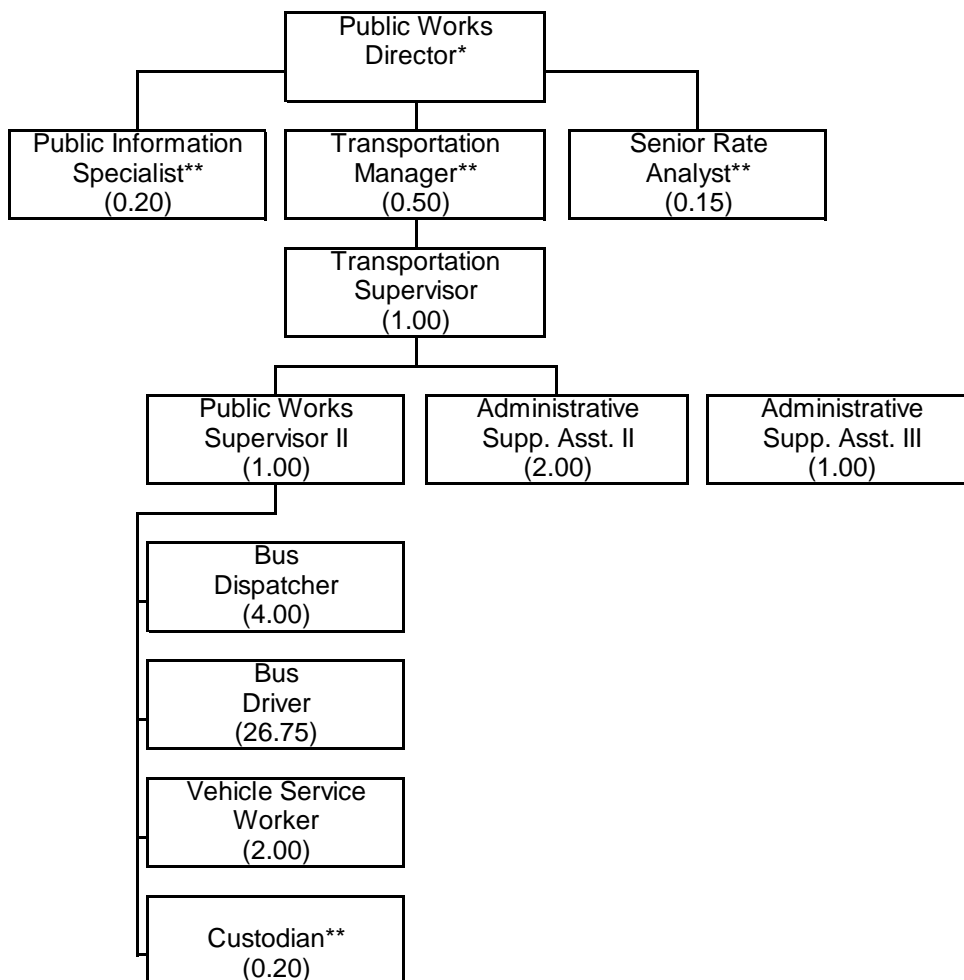 Public Works
Director*
Public Information
Specialist**
(0.20)
Transportation
Manager**
(0.50)
Senior Rate
Analyst**
(0.15)
Transportation
Supervisor
(1.00)
Public Works
Supervisor II
(1.00)
Administrative
Supp. Asst. II
(2.00)
Administrative
Supp. Asst. III
(1.00)
Bus
Dispatcher
(4.00)
Bus
Driver
(26.75)
Vehicle Service
Worker
(2.00)
Custodian**
(0.20)